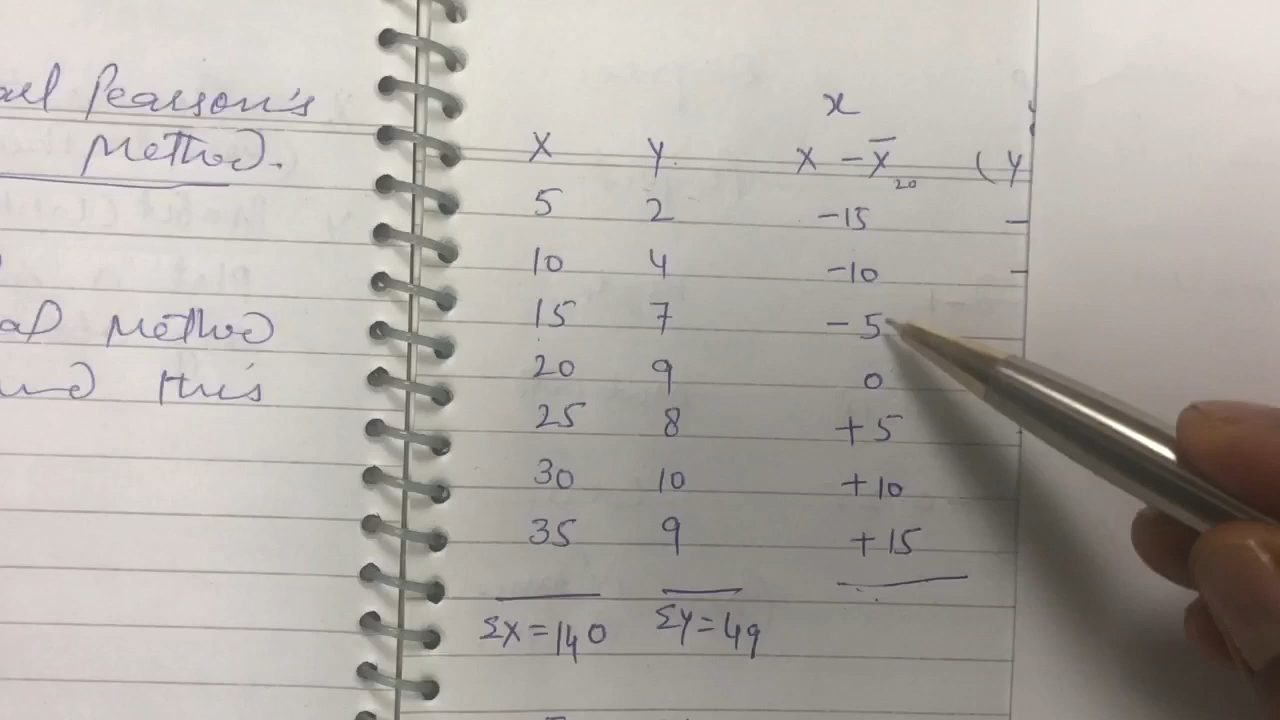 Pearson's
Method.
Method
this
x
X Y X - X̄ 20 (Y
5 2 -15 -
10 4 -10 -
15 7 -5
20 9 0
25 8 +5
30 10 +10
35 9 +15
ΣX = 140 ΣY = 49